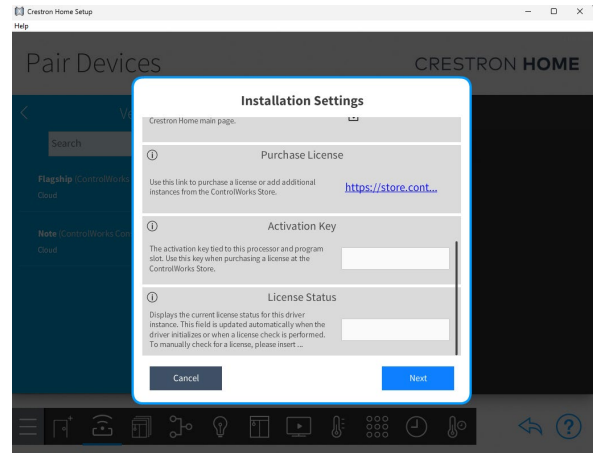 Crestron Home Setup
Help
Pair Devices
CRESTRON HOME
Search
Flagship (ControlWorks
Cloud
Note (ControlWorks Con
Cloud
Installation Settings
Crestron Home main page.
Purchase License
Use this link to purchase a license or add additional
instances from the ControlWorks Store.
https://store.cont...
Activation Key
The activation key tied to this processor and program
slot. Use this key when purchasing a license at the
ControlWorks Store.
License Status
Displays the current license status for this driver
instance. This field is updated automatically when the
driver initializes or when a license check is performed.
To manually check for a license, please insert ...
Cancel
Next